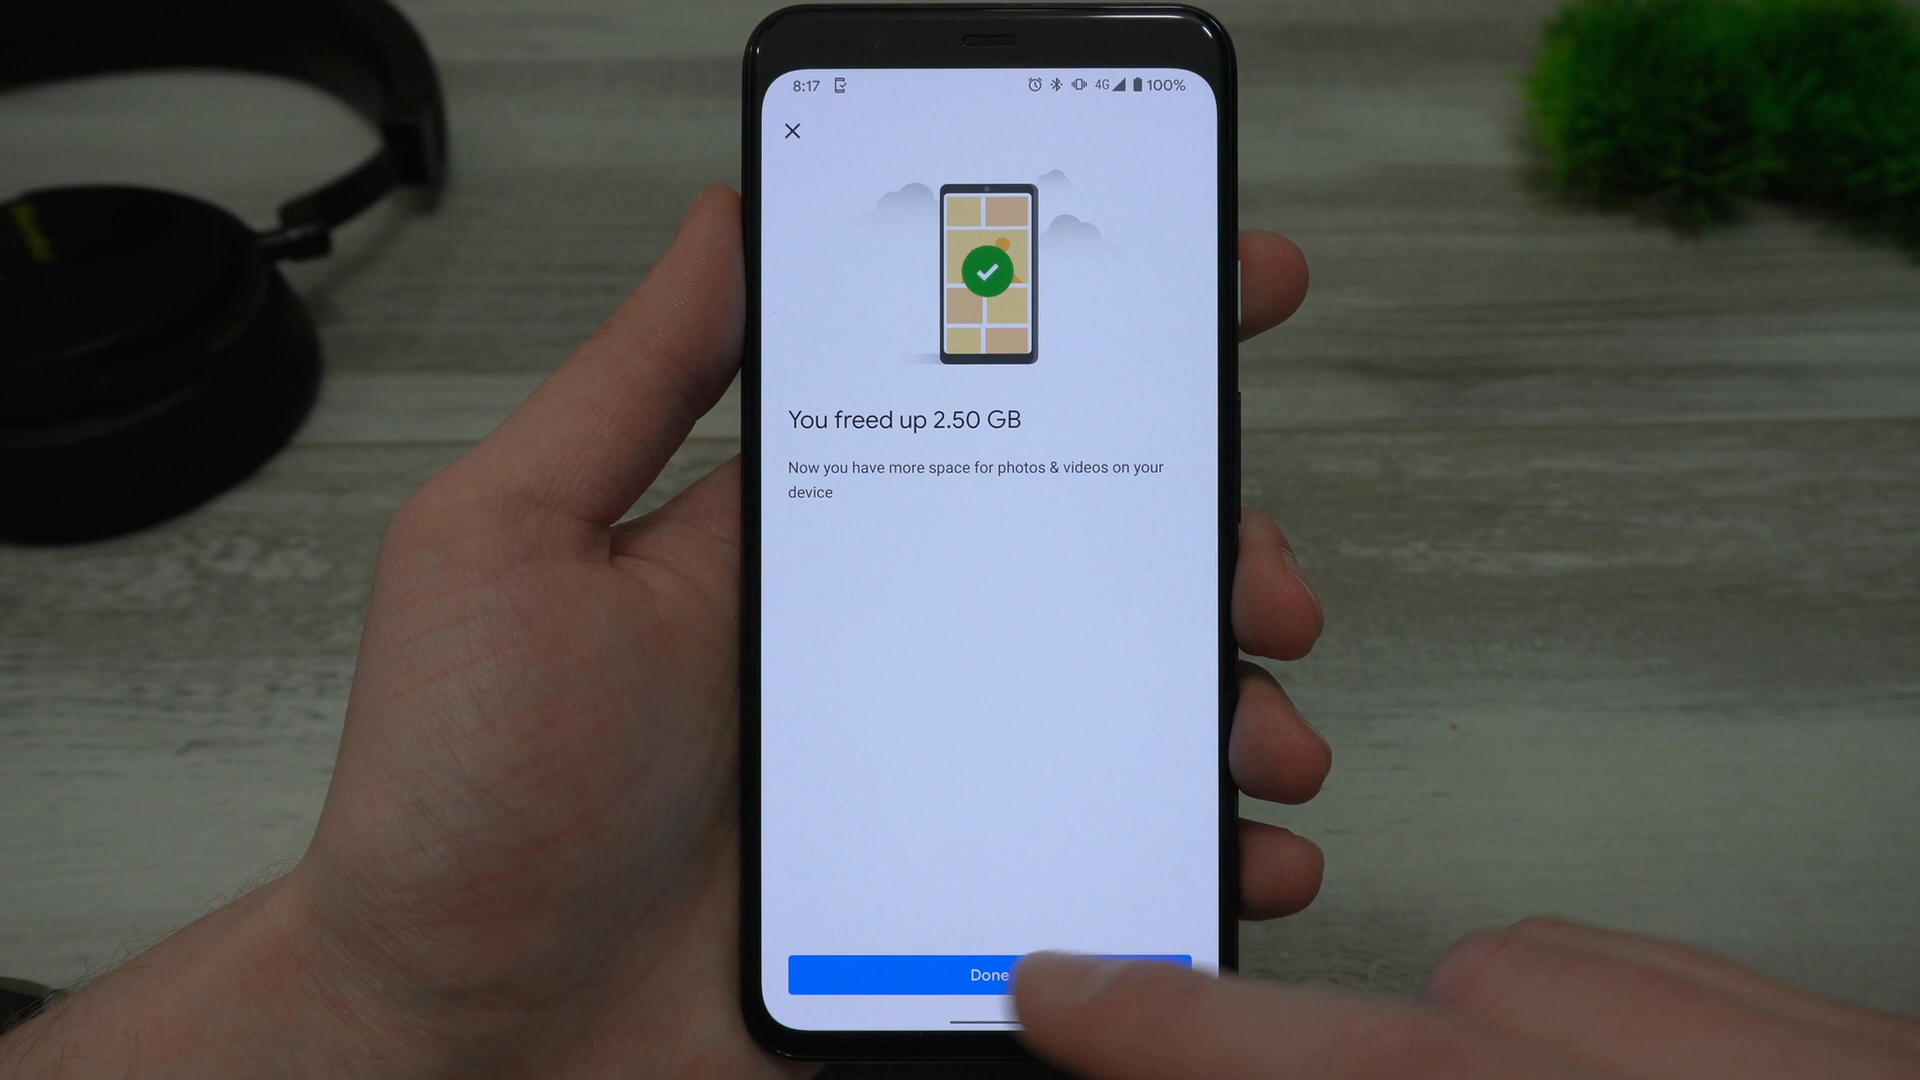 8:17 4G 100%
You freed up 2.50 GB
Now you have more space for photos & videos on your
device
Done